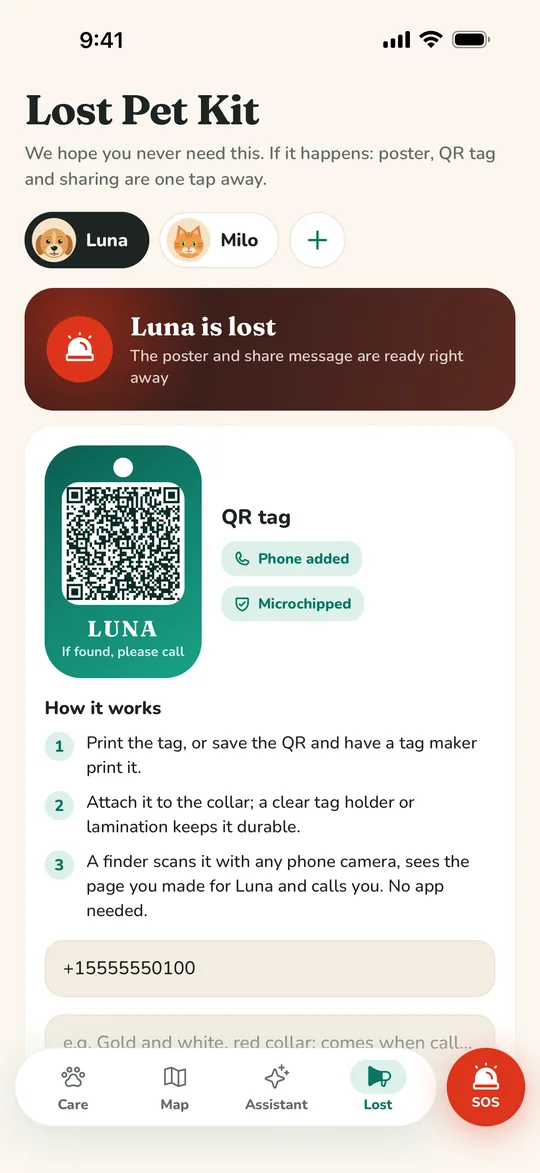 9:41
Lost Pet Kit
We hope you never need this. If it happens: poster, QR tag
and sharing are one tap away.
Luna
Milo
Luna is lost
The poster and share message are ready right
away
LUNA
If found, please call
QR tag
Phone added
Microchipped
How it works
1 Print the tag, or save the QR and have a tag maker
print it.
2 Attach it to the collar; a clear tag holder or
lamination keeps it durable.
3 A finder scans it with any phone camera, sees the
page you made for Luna and calls you. No app
needed.
+15555550100
e.g. Gold and white, red collar; comes when call...
Care
Map
Assistant
Lost
SOS